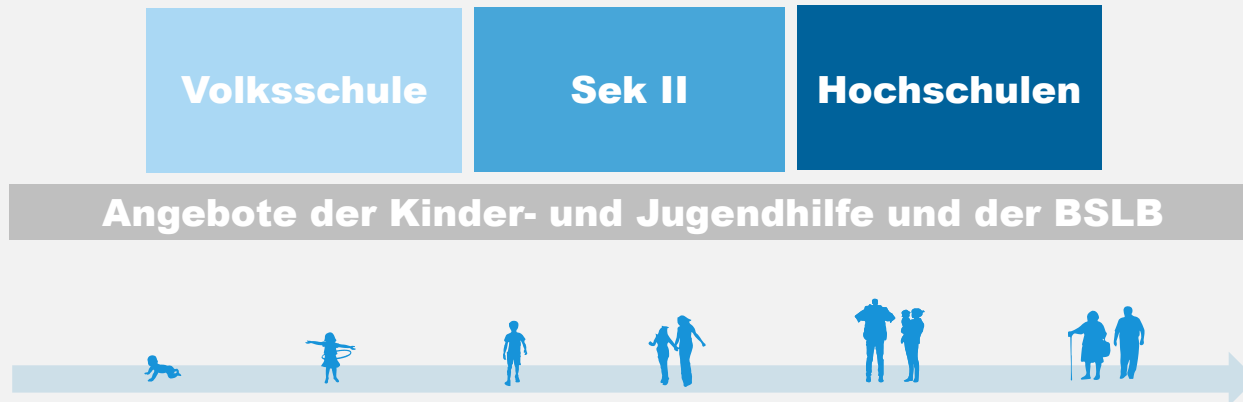 Volksschule
Sek II
Hochschulen
Angebote der Kinder- und Jugendhilfe und der BSLB